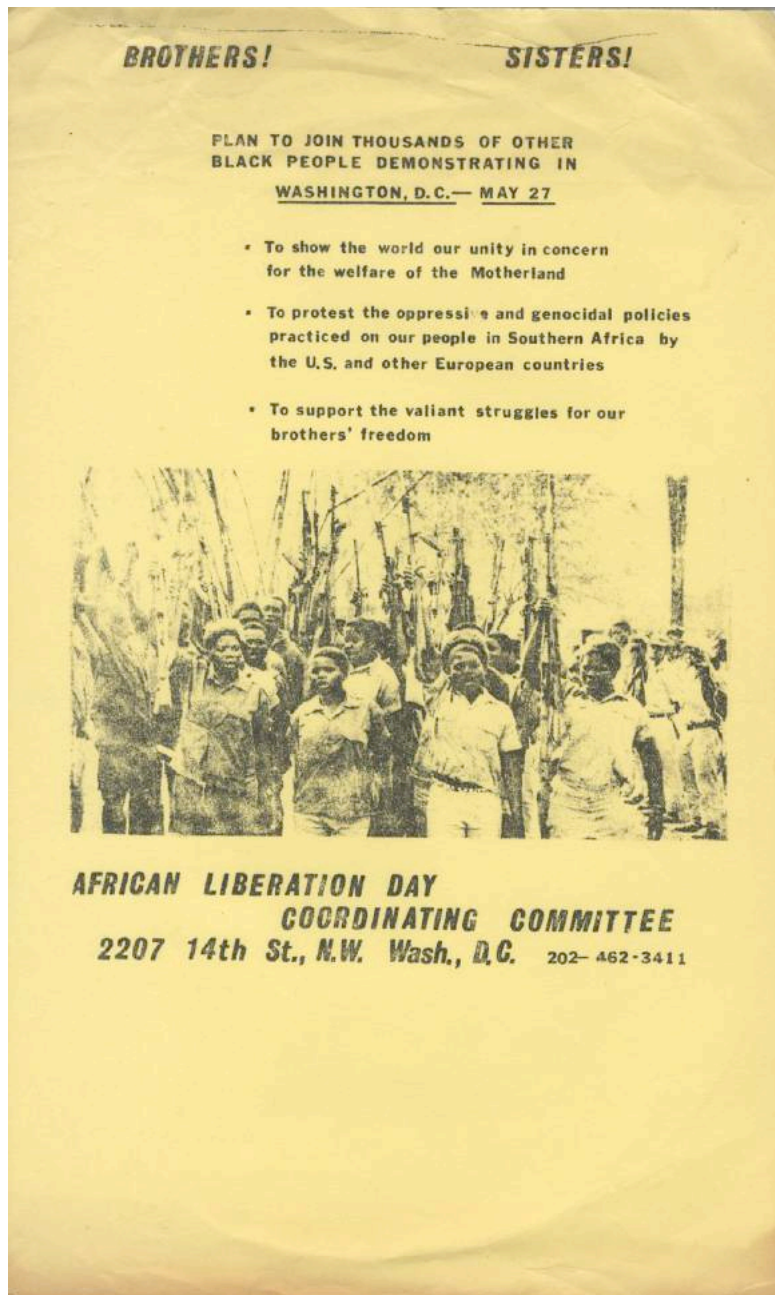 BROTHERS! SISTERS!
PLAN TO JOIN THOUSANDS OF OTHER
BLACK PEOPLE DEMONSTRATING IN
WASHINGTON, D.C.— MAY 27
• To show the world our unity in concern
for the welfare of the Motherland
• To protest the oppressive and genocidal policies
practiced on our people in Southern Africa by
the U.S. and other European countries
• To support the valiant struggles for our
brothers' freedom
AFRICAN LIBERATION DAY
COORDINATING COMMITTEE
2207 14th St., N.W. Wash., D.C. 202-462-3411